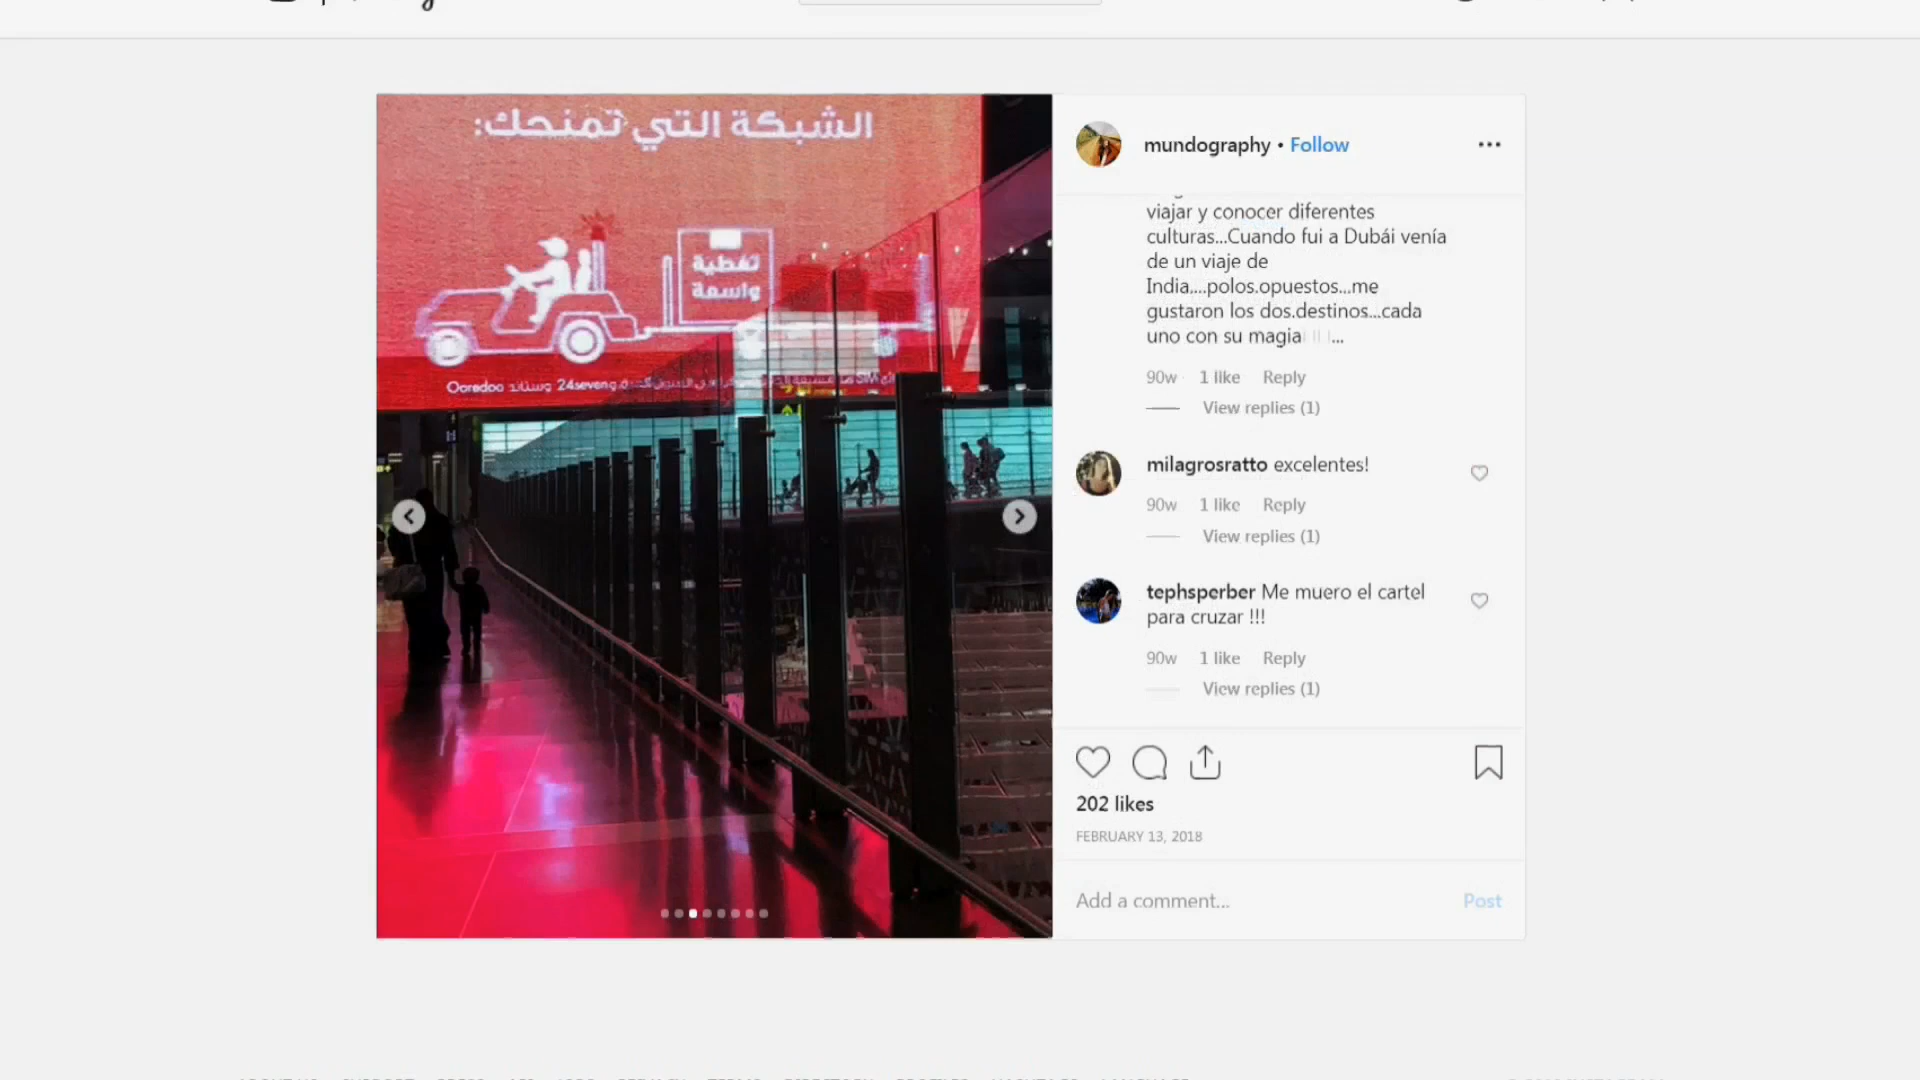 الشبكة التي تمنحك:
تغطية
واسعة
mundography • Follow
viajar y conocer diferentes
culturas...Cuando fui a Dubái venía
de un viaje de
India....polos.opuestos...me
gustaron los dos.destinos...cada
uno con su magia
90w 1 like Reply
View replies (1)
milagrosratto excelentes!
90w 1 like Reply
View replies (1)
tephsperber Me muero el cartel
para cruzar !!!
90w 1 like Reply
View replies (1)
202 likes
FEBRUARY 13, 2018
Add a comment... Post